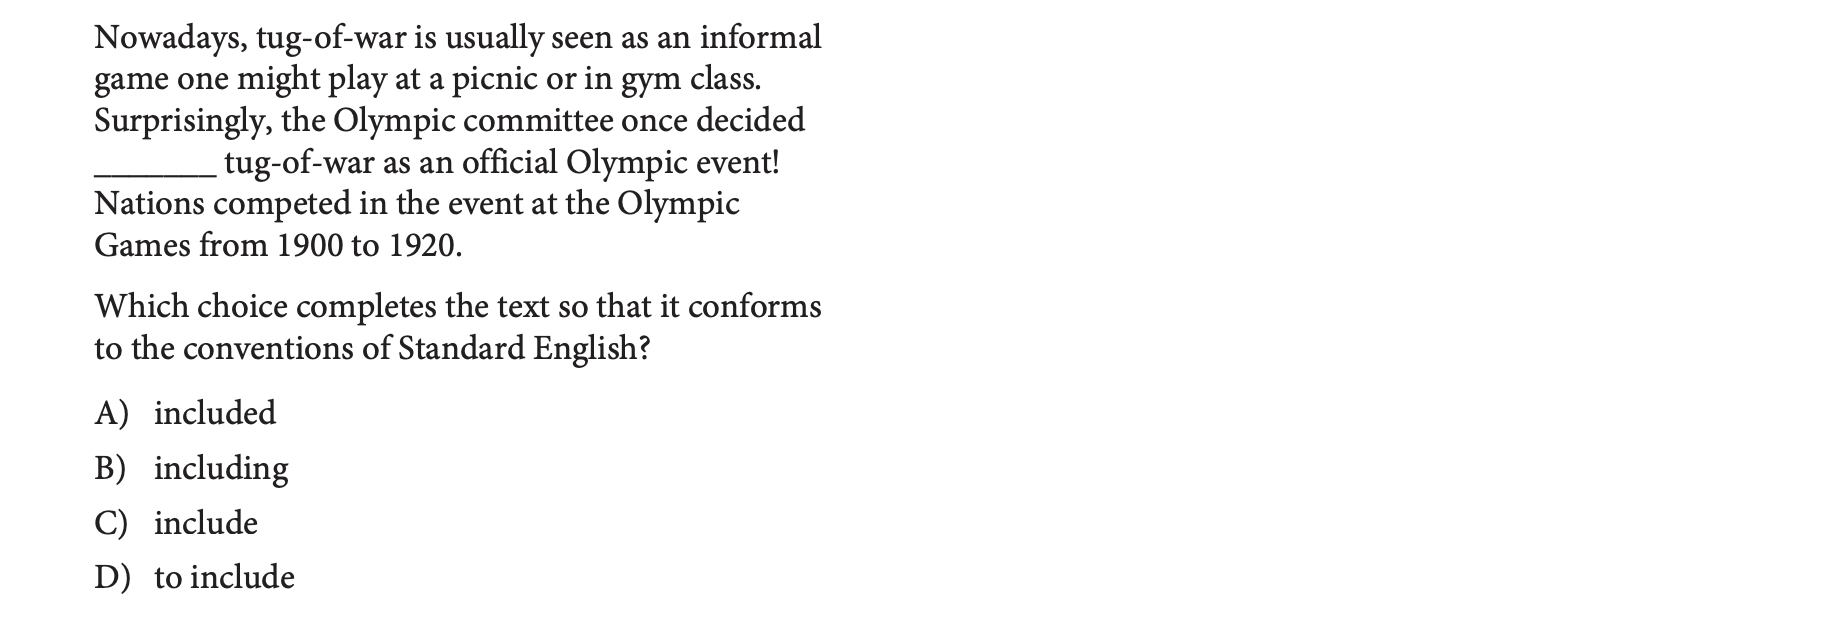 Nowadays, tug-of-war is usually seen as an informal
game one might play at a picnic or in gym class.
Surprisingly, the Olympic committee once decided
_______ tug-of-war as an official Olympic event!
Nations competed in the event at the Olympic
Games from 1900 to 1920.
Which choice completes the text so that it conforms
to the conventions of Standard English?
A) included
B) including
C) include
D) to include